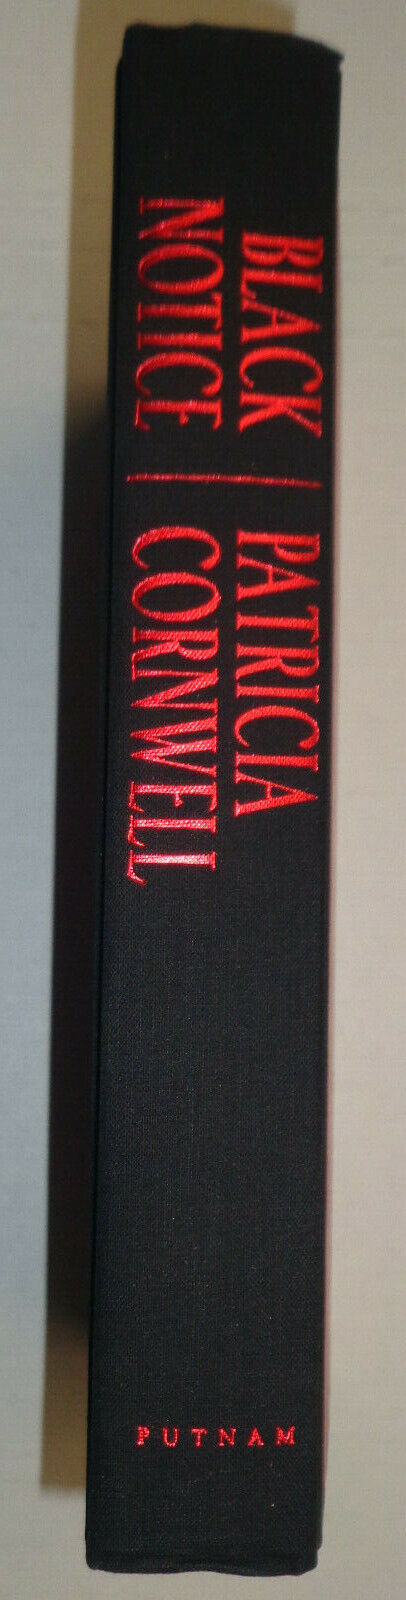 BLACK
NOTICE
PATRICIA
CORNWELL
PUTNAM